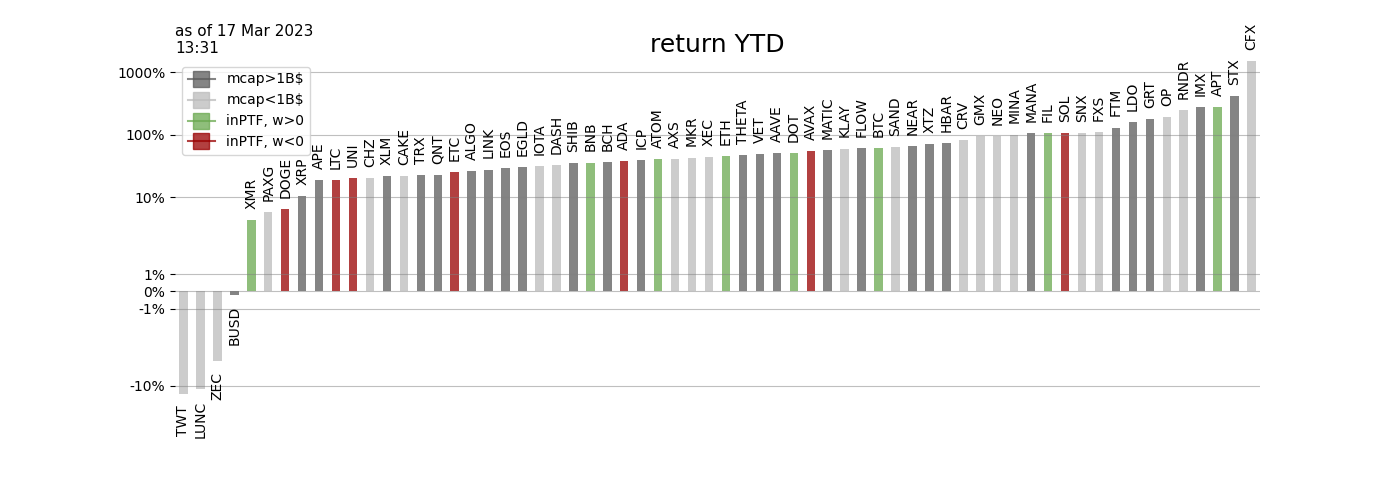 as of 17 Mar 2023
13:31
return YTD
mcap>1B$
mcap<1B$
inPTF, w>0
inPTF, w<0
1000%
100%
10%
1%
0%
-1%
-10%
TWT
LUNC
ZEC
BUSD
XMR
PAXG
DOGE
XRP
APE
LTC
UNI
CHZ
XLM
CAKE
TRX
QNT
ETC
ALGO
LINK
EOS
EGLD
IOTA
DASH
SHIB
BNB
BCH
ADA
ICP
ATOM
AXS
MKR
XEC
ETH
THETA
VET
AAVE
DOT
AVAX
MATIC
KLAY
FLOW
BTC
SAND
NEAR
XTZ
HBAR
CRV
GMX
NEO
MINA
MANA
FIL
SOL
SNX
FXS
FTM
LDO
GRT
OP
RNDR
IMX
APT
STX
CFX